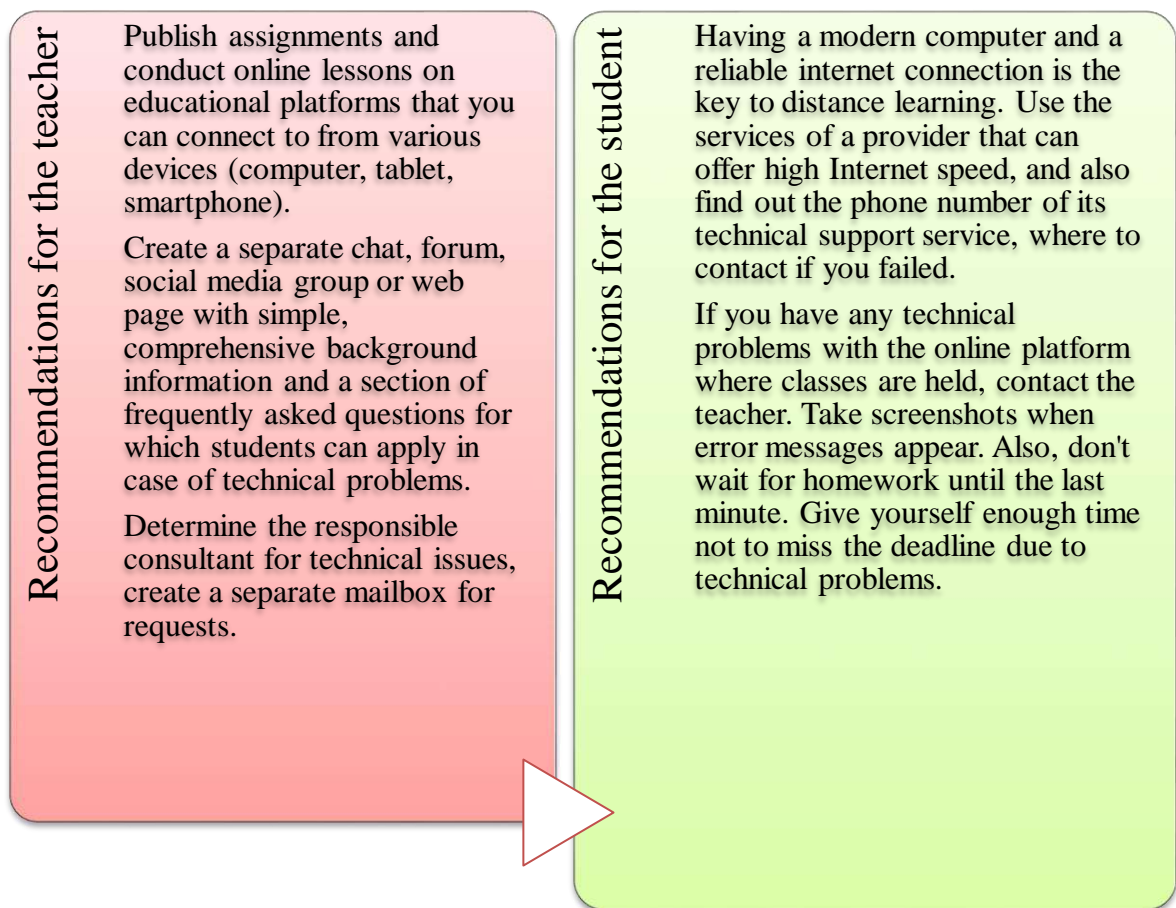 Recommendations for the teacher
Publish assignments and
conduct online lessons on
educational platforms that you
can connect to from various
devices (computer, tablet,
smartphone).
Create a separate chat, forum,
social media group or web
page with simple,
comprehensive background
information and a section of
frequently asked questions for
which students can apply in
case of technical problems.
Determine the responsible
consultant for technical issues,
create a separate mailbox for
requests.
Recommendations for the student
Having a modern computer and a
reliable internet connection is the
key to distance learning. Use the
services of a provider that can
offer high Internet speed, and also
find out the phone number of its
technical support service, where to
contact if you failed.
If you have any technical
problems with the online platform
where classes are held, contact the
teacher. Take screenshots when
error messages appear. Also, don't
wait for homework until the last
minute. Give yourself enough time
not to miss the deadline due to
technical problems.